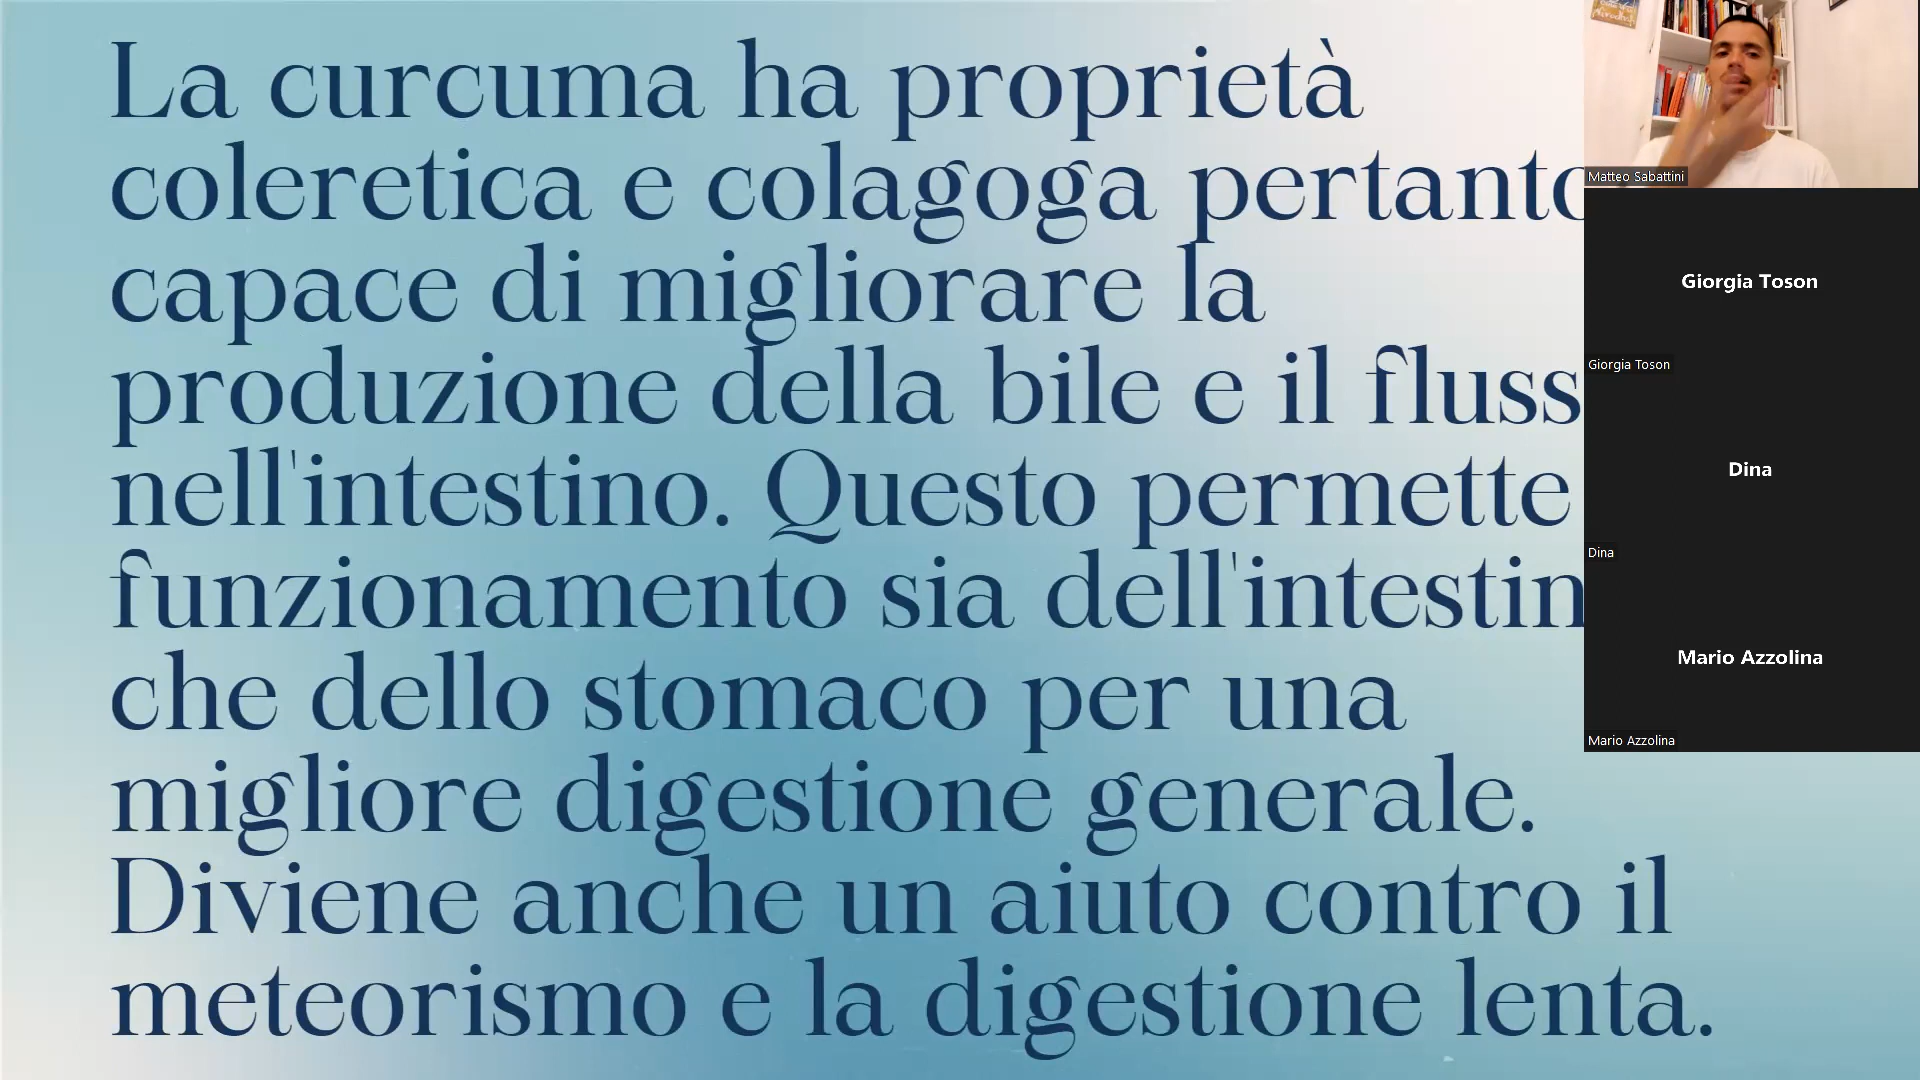 La curcuma ha proprietà
coleretica e colagoga pertanto
capace di migliorare la
produzione della bile e il fluss
nell'intestino. Questo permette
funzionamento sia dell'intestin
che dello stomaco per una
migliore digestione generale.
Diviene anche un aiuto contro il
meteorismo e la digestione lenta.
Matteo Sabattini
Giorgia Toson
Giorgia Toson
Dina
Dina
Mario Azzolina
Mario Azzolina